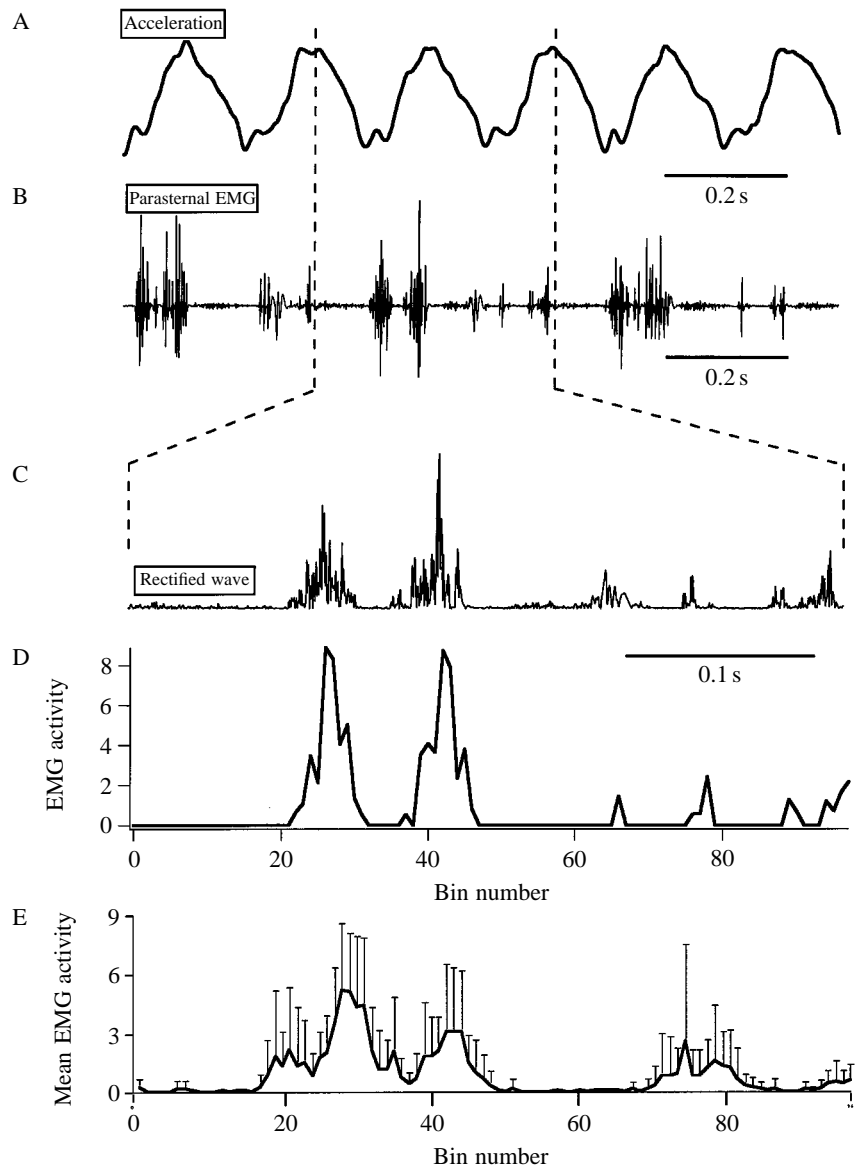 A
Acceleration
0.2 s
B
Parasternal EMG
0.2 s
C
Rectified wave
D
0.1 s
EMG activity
8
6
4
2
0
0 20 40 60 80
Bin number
E
Mean EMG activity
9
6
3
0
0 20 40 60 80
Bin number